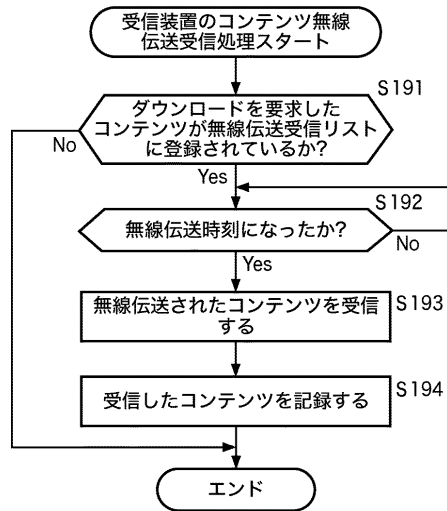 受信装置のコンテンツ無線
伝送受信処理スタート
S191
ダウンロードを要求した
コンテンツが無線伝送受信リスト
に登録されているか?
No
Yes
S192
無線伝送時刻になったか?
No
Yes
S193
無線伝送されたコンテンツを受信
する
S194
受信したコンテンツを記録する
エンド